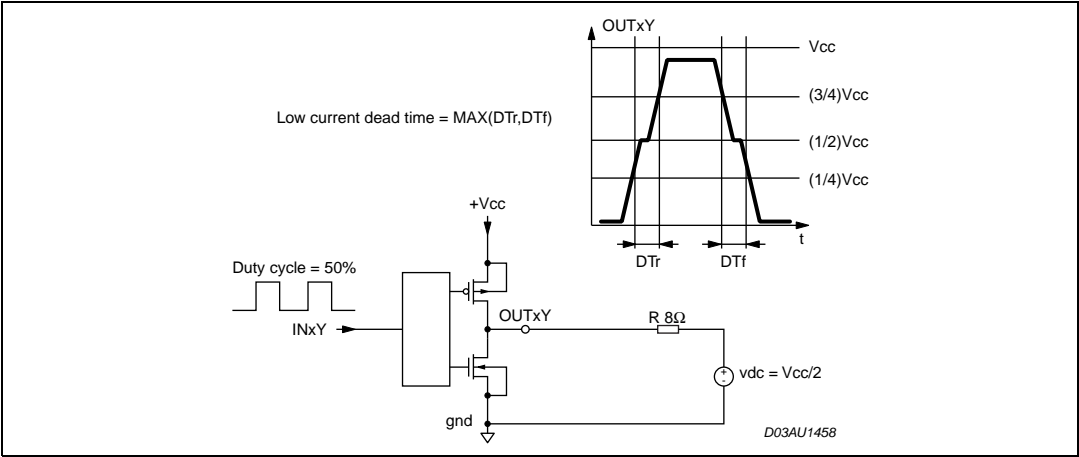 OUTxY
Vcc
(3/4)Vcc
Low current dead time = MAX(DTr,DTf)
(1/2)Vcc
(1/4)Vcc
+Vcc
t
DTr
DTf
Duty cycle = 50%
OUTxY
R 8Ω
INxY
+
-
vdc = Vcc/2
gnd
D03AU1458